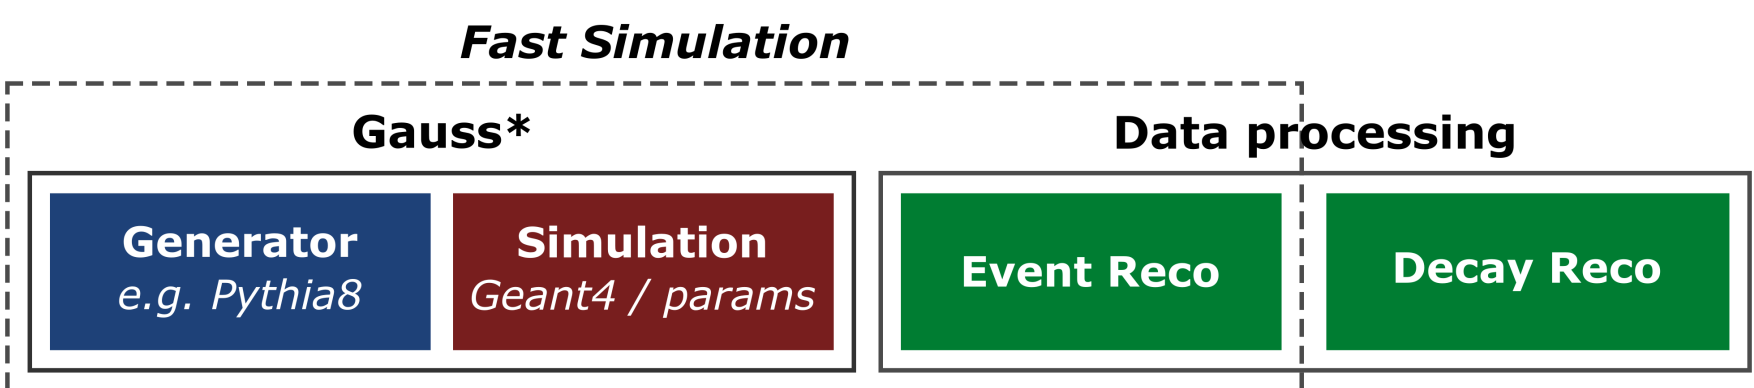 Fast Simulation
Gauss*
Data processing
Generator
e.g. Pythia8
Simulation
Geant4 / params
Event Reco
Decay Reco